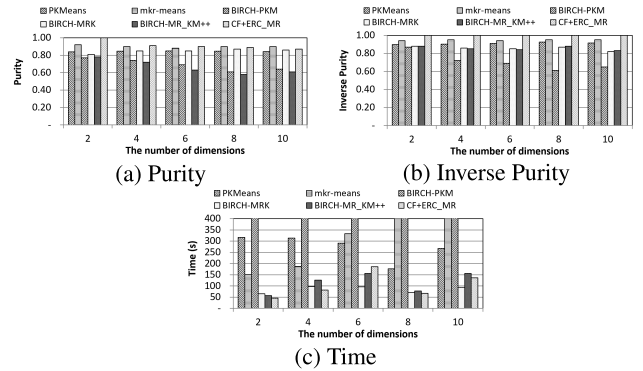 PKMeans mkr-means BIRCH-PKM
BIRCH-MRK BIRCH-MR_KM++ CF+ERC_MR
1.00
0.80
0.60
0.40
0.20
-
Purity
2 4 6 8 10
The number of dimensions
(a) Purity
PKMeans mkr-means BIRCH-PKM
BIRCH-MRK BIRCH-MR_KM++ CF+ERC_MR
1.00
0.80
0.60
0.40
0.20
-
Inverse Purity
2 4 6 8 10
The number of dimensions
(b) Inverse Purity
PKMeans mkr-means BIRCH-PKM
BIRCH-MRK BIRCH-MR_KM++ CF+ERC_MR
400
350
300
250
200
150
100
50
-
Time (s)
2 4 6 8 10
The number of dimensions
(c) Time